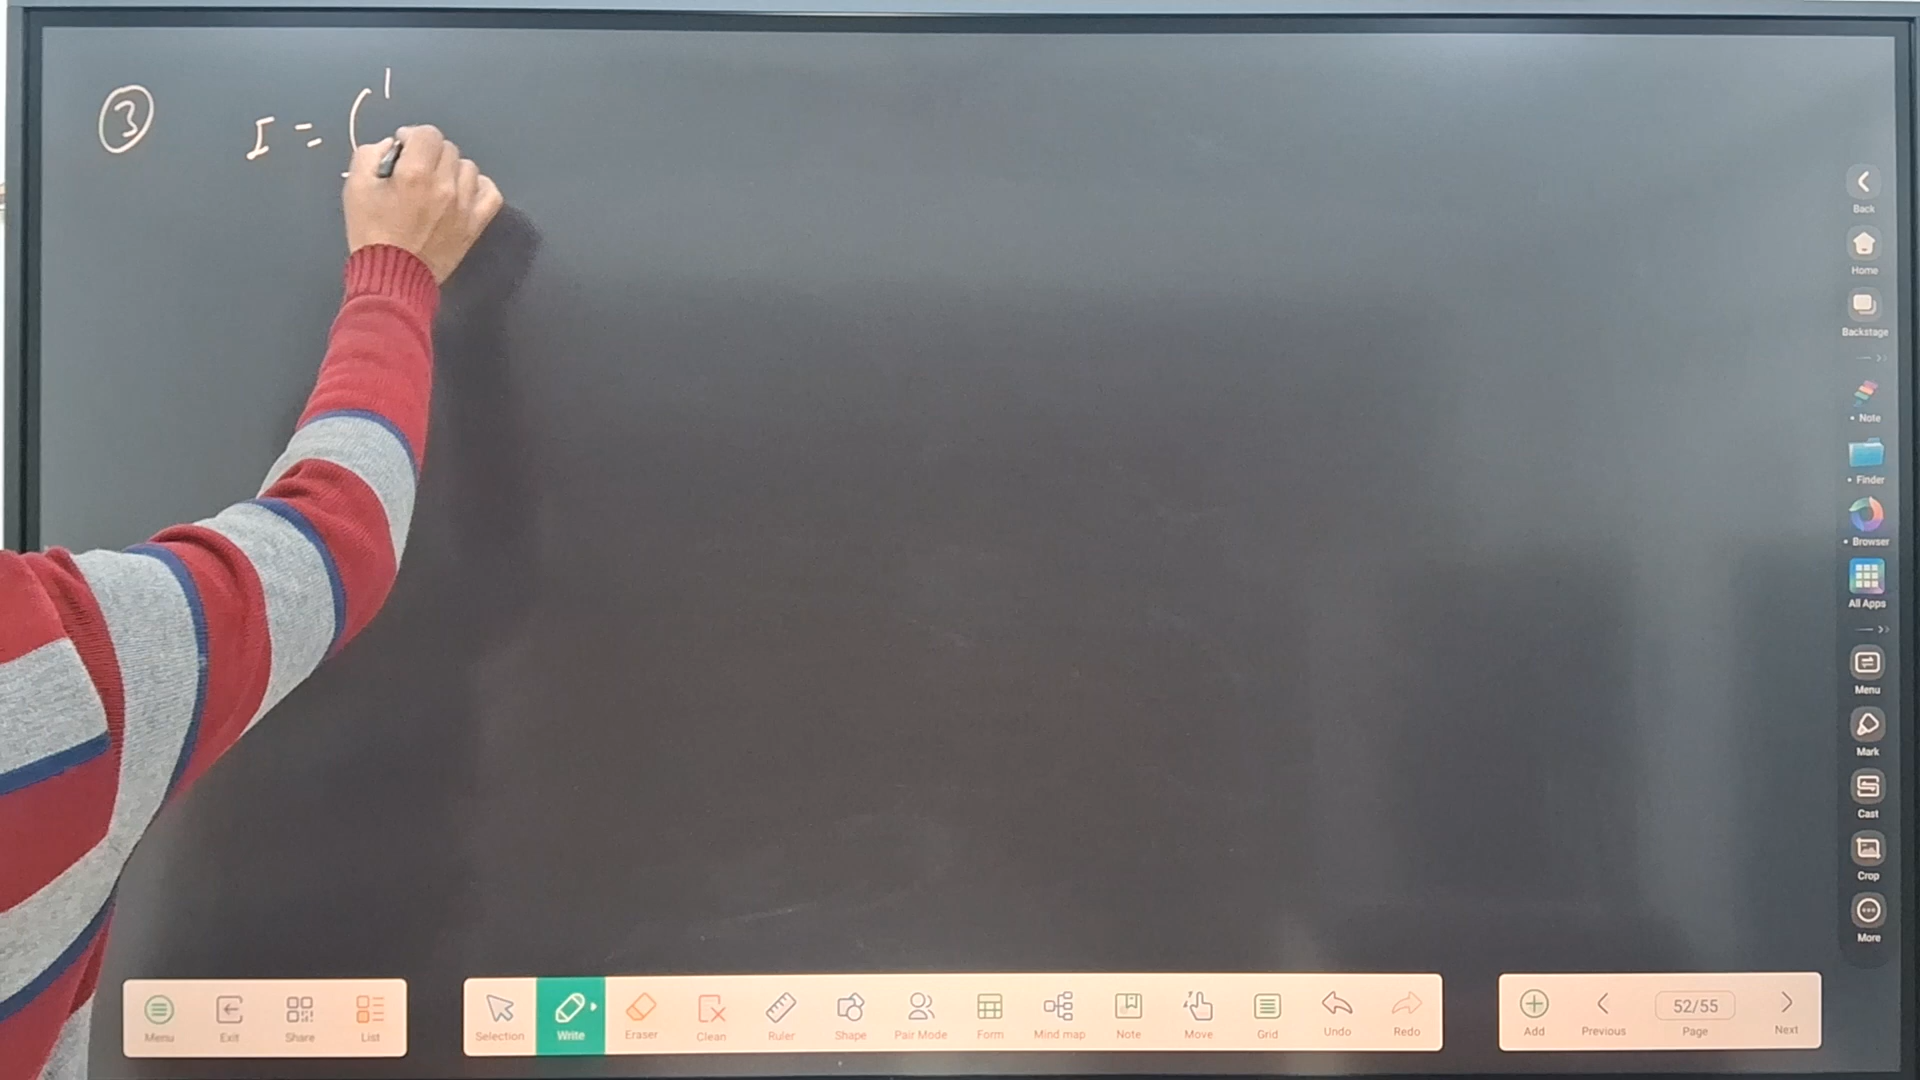 ③ I = ∫ 1
Back
Home
Backstage
• Note
• Finder
• Browser
All Apps
Menu
Mark
Cast
Crop
More
Menu Exit Share List
Selection Write Eraser Clean Ruler Shape Pair Mode Form Mind map Note Move Grid Undo Redo
52/55
Add Previous Page Next